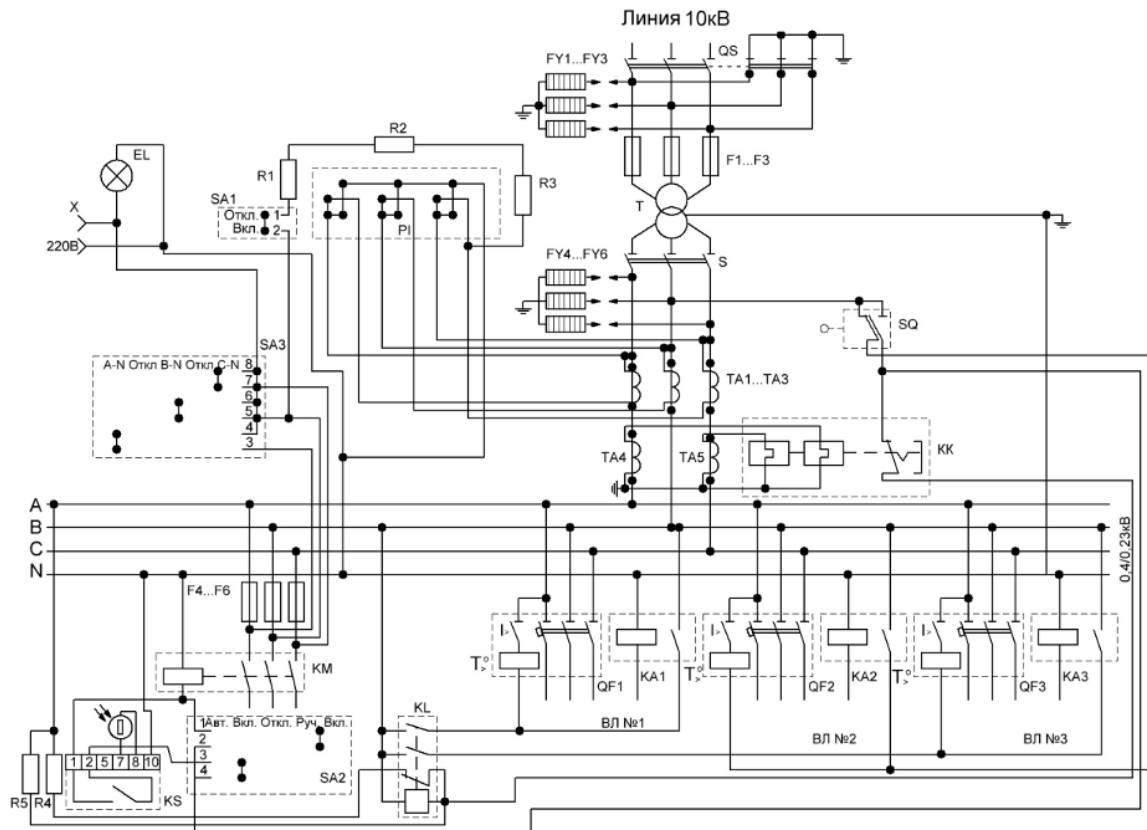 Линия 10кВ
FY1...FY3
QS
R2
EL
F1...F3
R1
R3
SA1
X
Откл. 1
T
Вкл. 2
PI
220В
FY4...FY6
S
SQ
SA3
A-N Откл B-N Откл C-N
8
7
6
5
4
3
TA1...TA3
KK
TA4
TA5
A
B
C
N
0,4/0,23кВ
F4...F6
I>
I>
I>
KM
T>°
QF1
KA1
T>°
QF2
KA2
T>°
QF3
KA3
KL
1 Авт. Вкл. Откл. Руч. Вкл.
2
3
4
SA2
ВЛ №1
ВЛ №2
ВЛ №3
1 2 5 7 8 10
R5
R4
KS